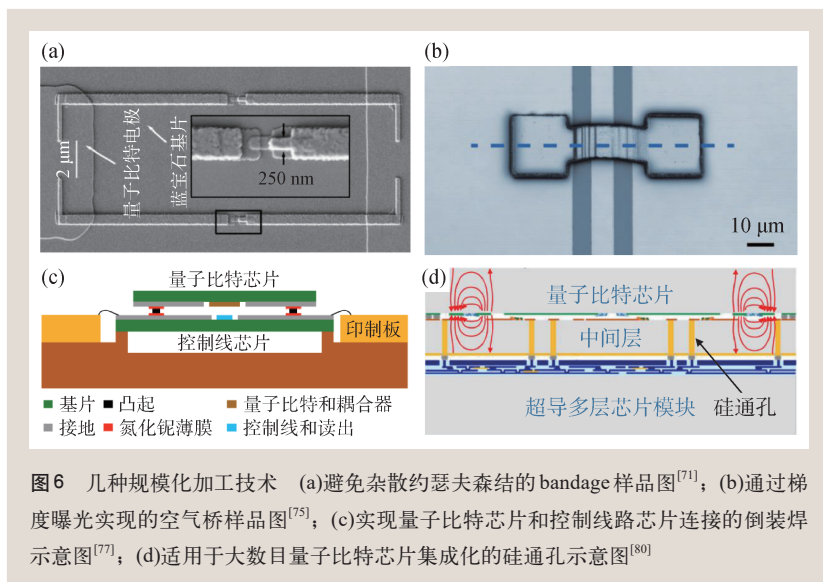 (a)
(b)
2 μm
量子比特电极
蓝宝石基片
250 nm
10 μm
(c)
量子比特芯片
印制板
控制线芯片
基片
凸起
量子比特和耦合器
接地
氮化铌薄膜
控制线和读出
(d)
量子比特芯片
中间层
超导多层芯片模块
硅通孔
图6 几种规模化加工技术 (a)避免杂散约瑟夫森结的bandage样品图[71]；(b)通过梯
度曝光实现的空气桥样品图[75]；(c)实现量子比特芯片和控制线路芯片连接的倒装焊
示意图[77]；(d)适用于大数目量子比特芯片集成化的硅通孔示意图[80]